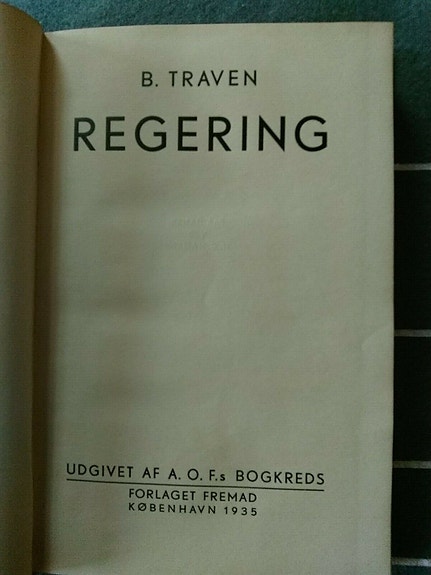 B. TRAVEN
REGERING
UDGIVET AF A. O. F.s BOGKREDS
FORLAGET FREMAD
KØBENHAVN 1935